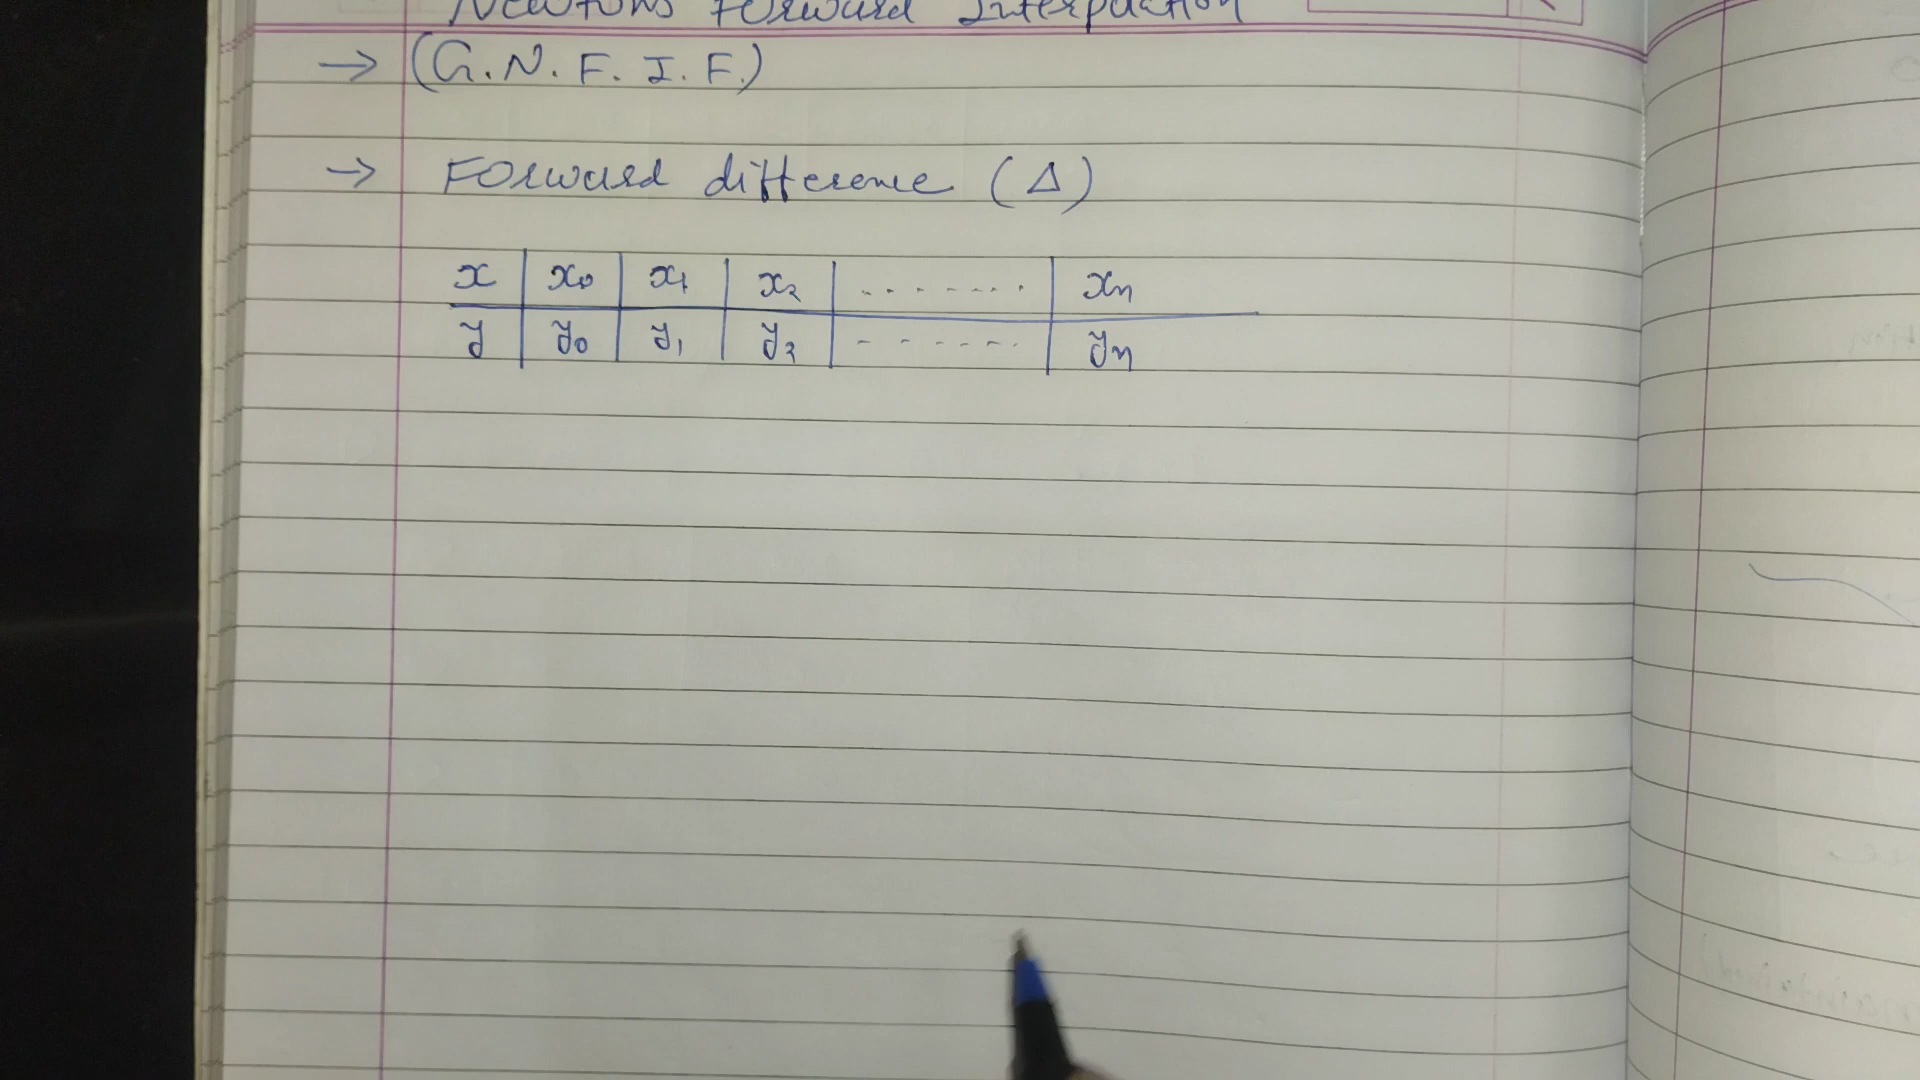 Newtons Forward Interpolation
→ (G.N.F.I.F.)
→ Forward difference (Δ)
x | x₀ | x₁ | x₂ | ....... | xₙ
y | y₀ | y₁ | y₂ | ....... | yₙ